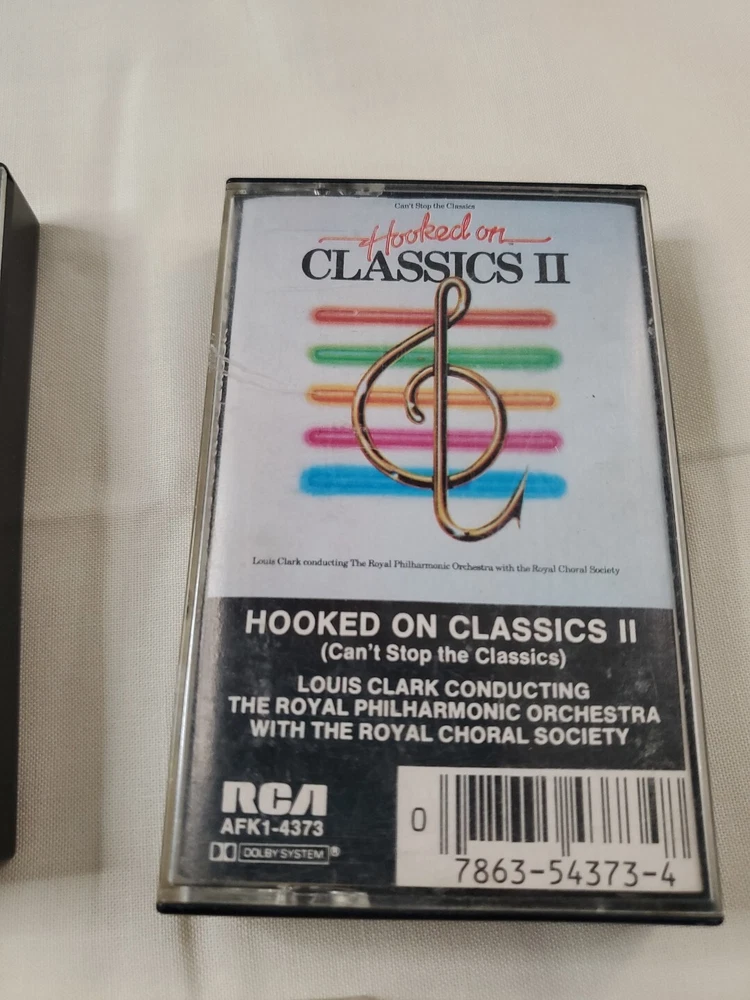 Can't Stop the Classics
Hooked on
CLASSICS II
Louis Clark conducting The Royal Philharmonic Orchestra with the Royal Choral Society
HOOKED ON CLASSICS II
(Can't Stop the Classics)
LOUIS CLARK CONDUCTING
THE ROYAL PHILHARMONIC ORCHESTRA
WITH THE ROYAL CHORAL SOCIETY
RCA
AFK1-4373
DOLBY SYSTEM®
0
7863-54373-4